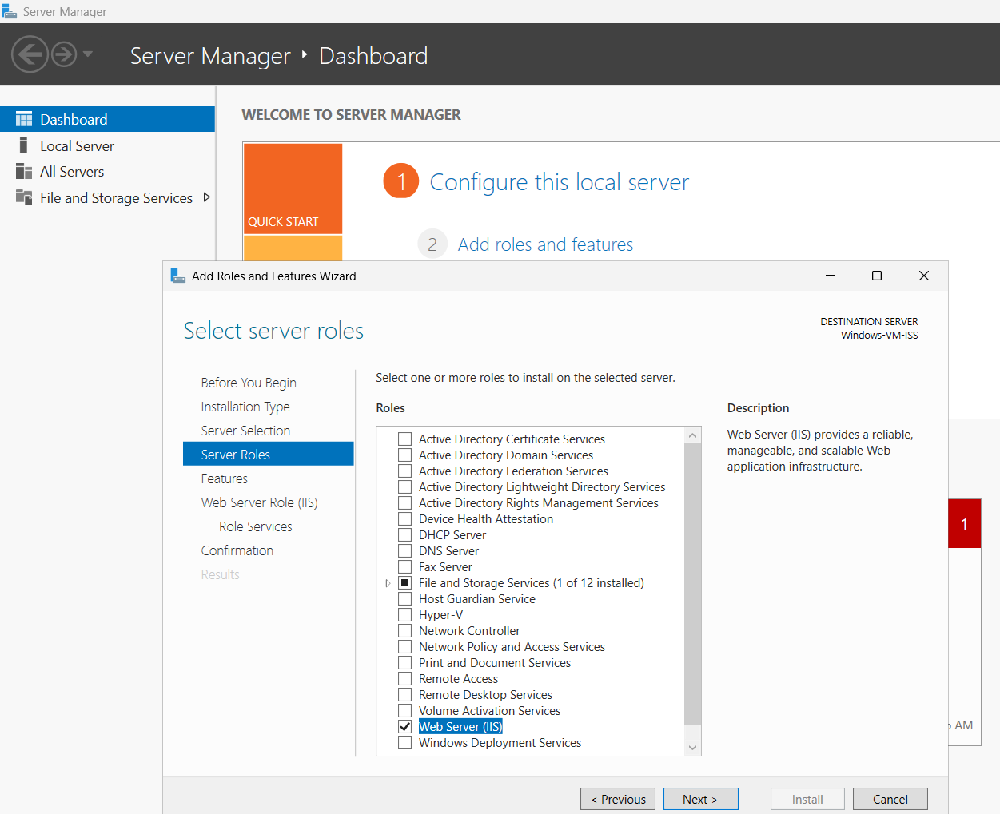 Server Manager
Server Manager ‣ Dashboard
Dashboard
Local Server
All Servers
File and Storage Services
WELCOME TO SERVER MANAGER
QUICK START
1 Configure this local server
2 Add roles and features
Add Roles and Features Wizard
Select server roles
DESTINATION SERVER
Windows-VM-ISS
Before You Begin
Installation Type
Server Selection
Server Roles
Features
Web Server Role (IIS)
Role Services
Confirmation
Results
Select one or more roles to install on the selected server.
Roles
Active Directory Certificate Services
Active Directory Domain Services
Active Directory Federation Services
Active Directory Lightweight Directory Services
Active Directory Rights Management Services
Device Health Attestation
DHCP Server
DNS Server
Fax Server
File and Storage Services (1 of 12 installed)
Host Guardian Service
Hyper-V
Network Controller
Network Policy and Access Services
Print and Document Services
Remote Access
Remote Desktop Services
Volume Activation Services
Web Server (IIS)
Windows Deployment Services
Description
Web Server (IIS) provides a reliable,
manageable, and scalable Web
application infrastructure.
1
AM
< Previous
Next >
Install
Cancel